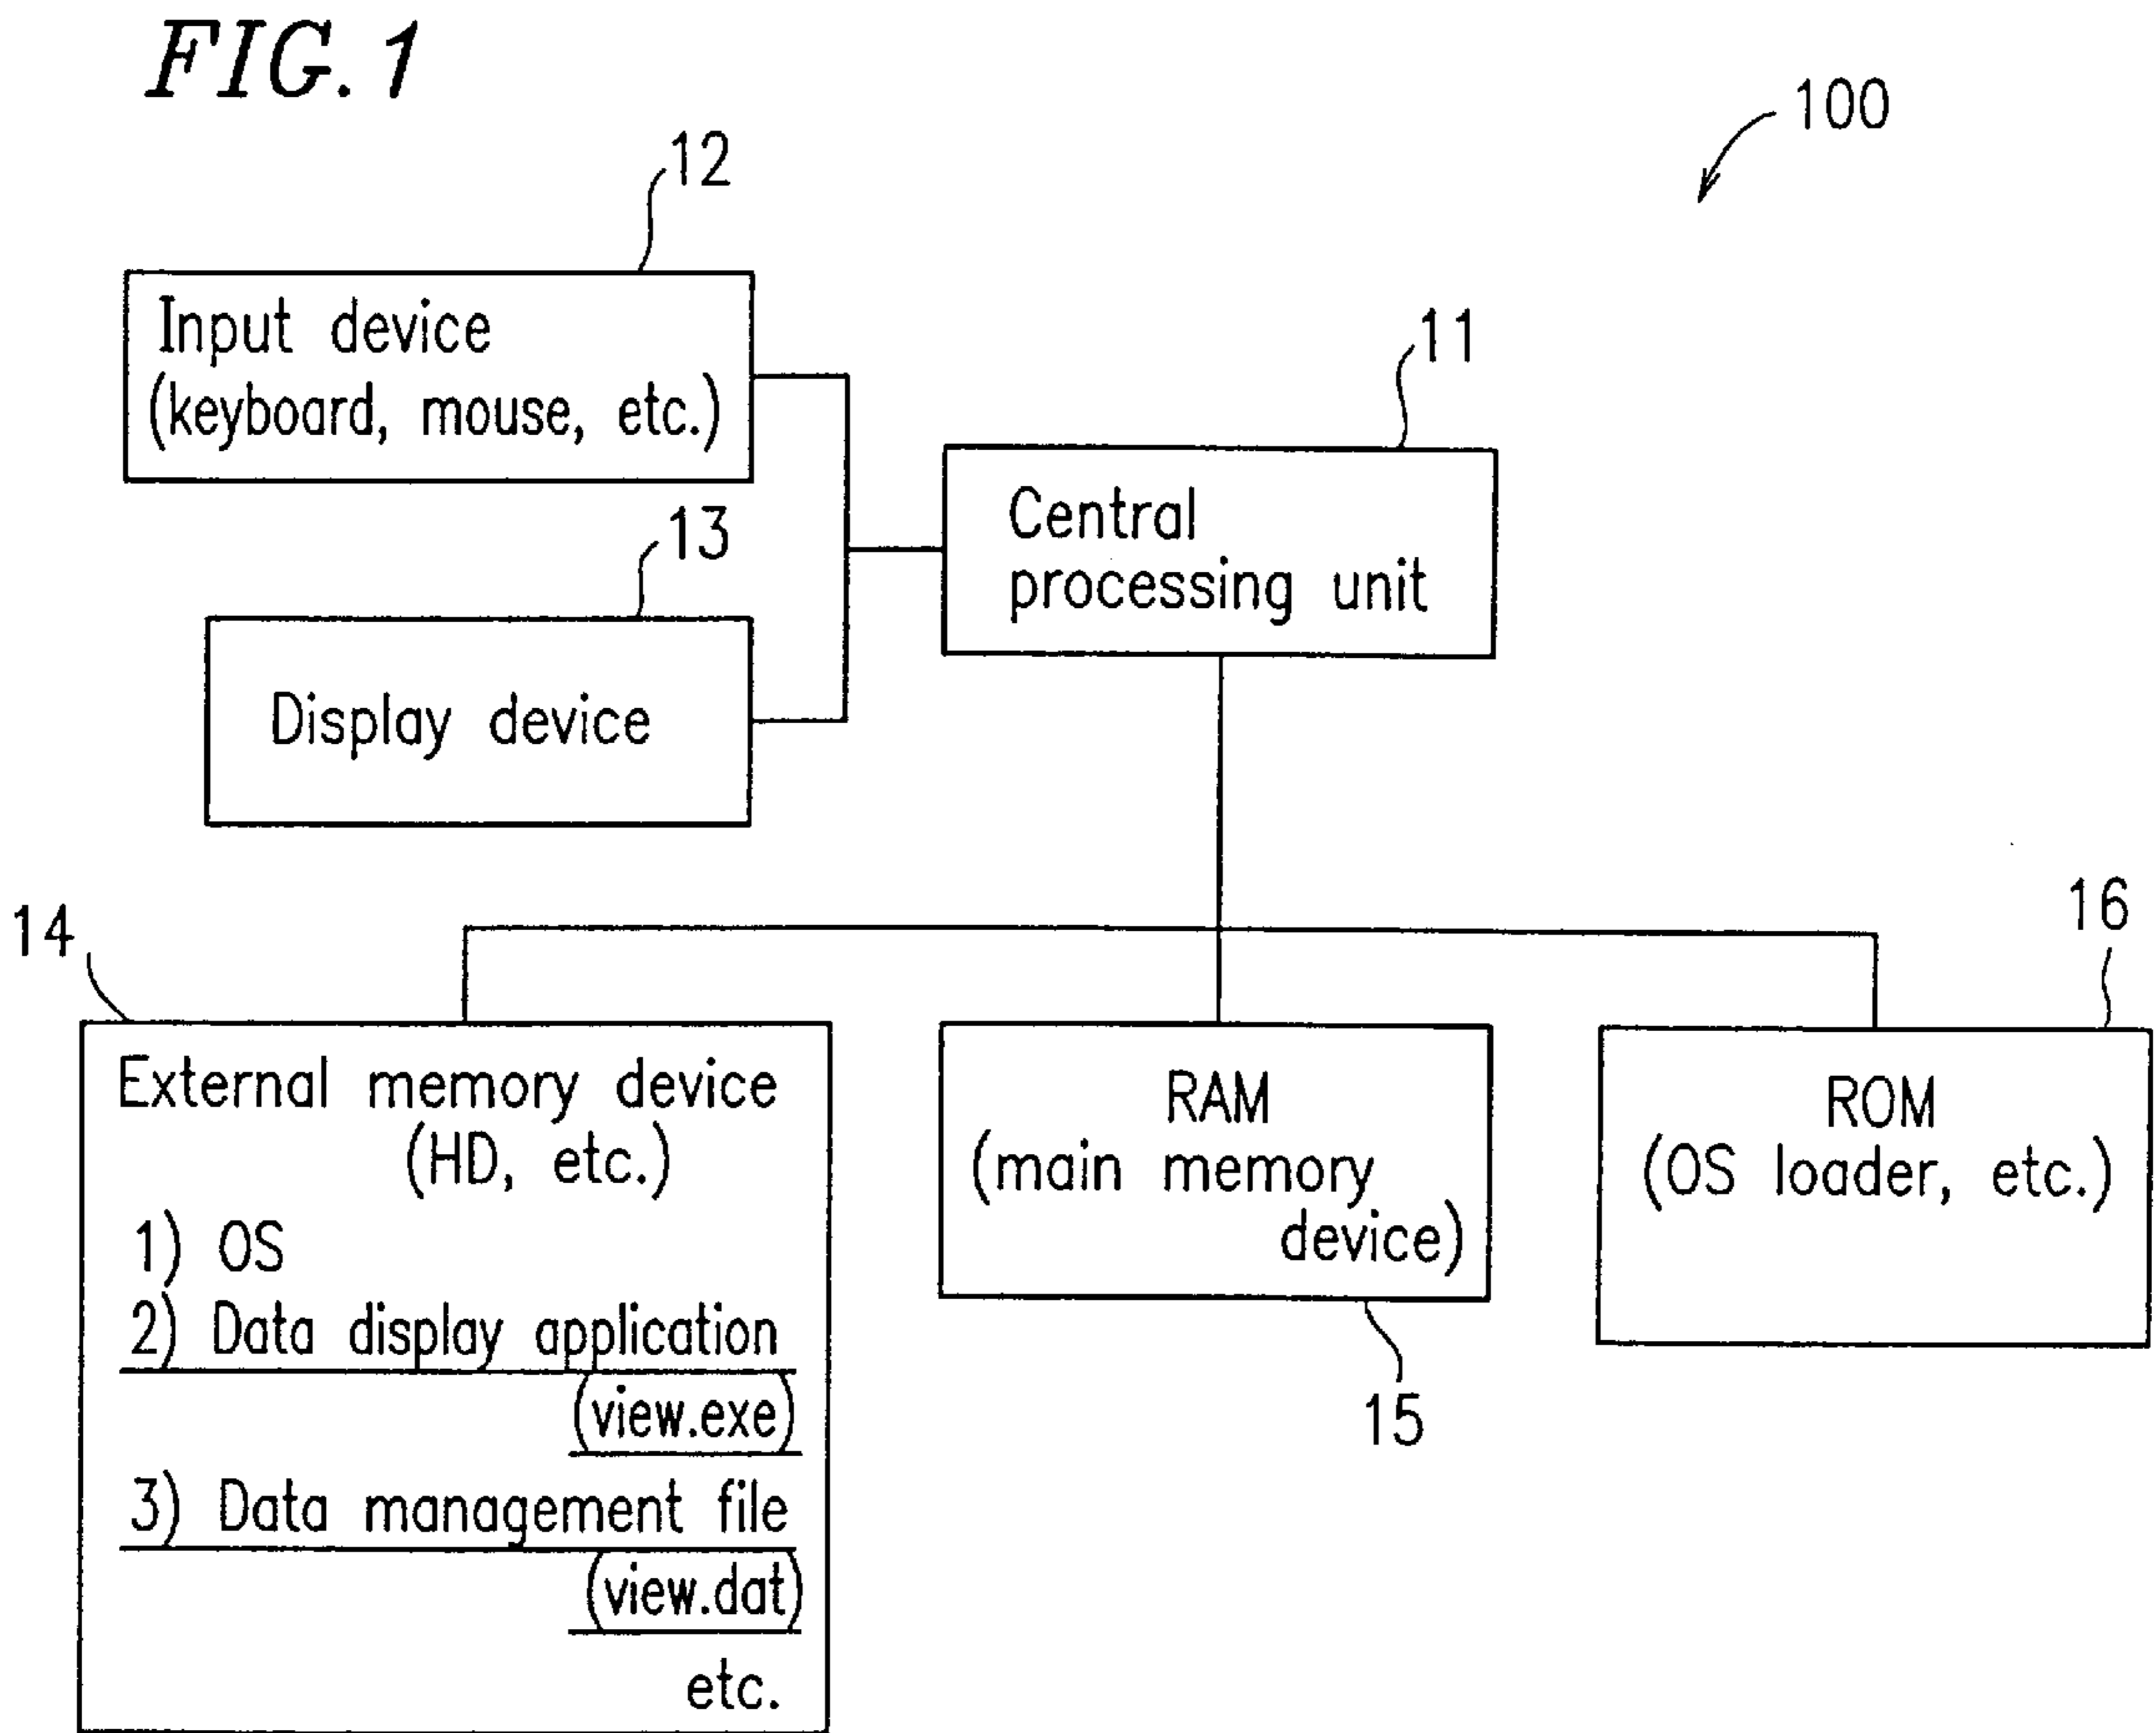 FIG. 1
100
12
Input device
(keyboard, mouse, etc.)
11
Central
processing unit
13
Display device
14
External memory device
(HD, etc.)
1) OS
2) Data display application
(view.exe)
3) Data management file
(view.dat)
etc.
RAM
(main memory
device)
15
16
ROM
(OS loader, etc.)